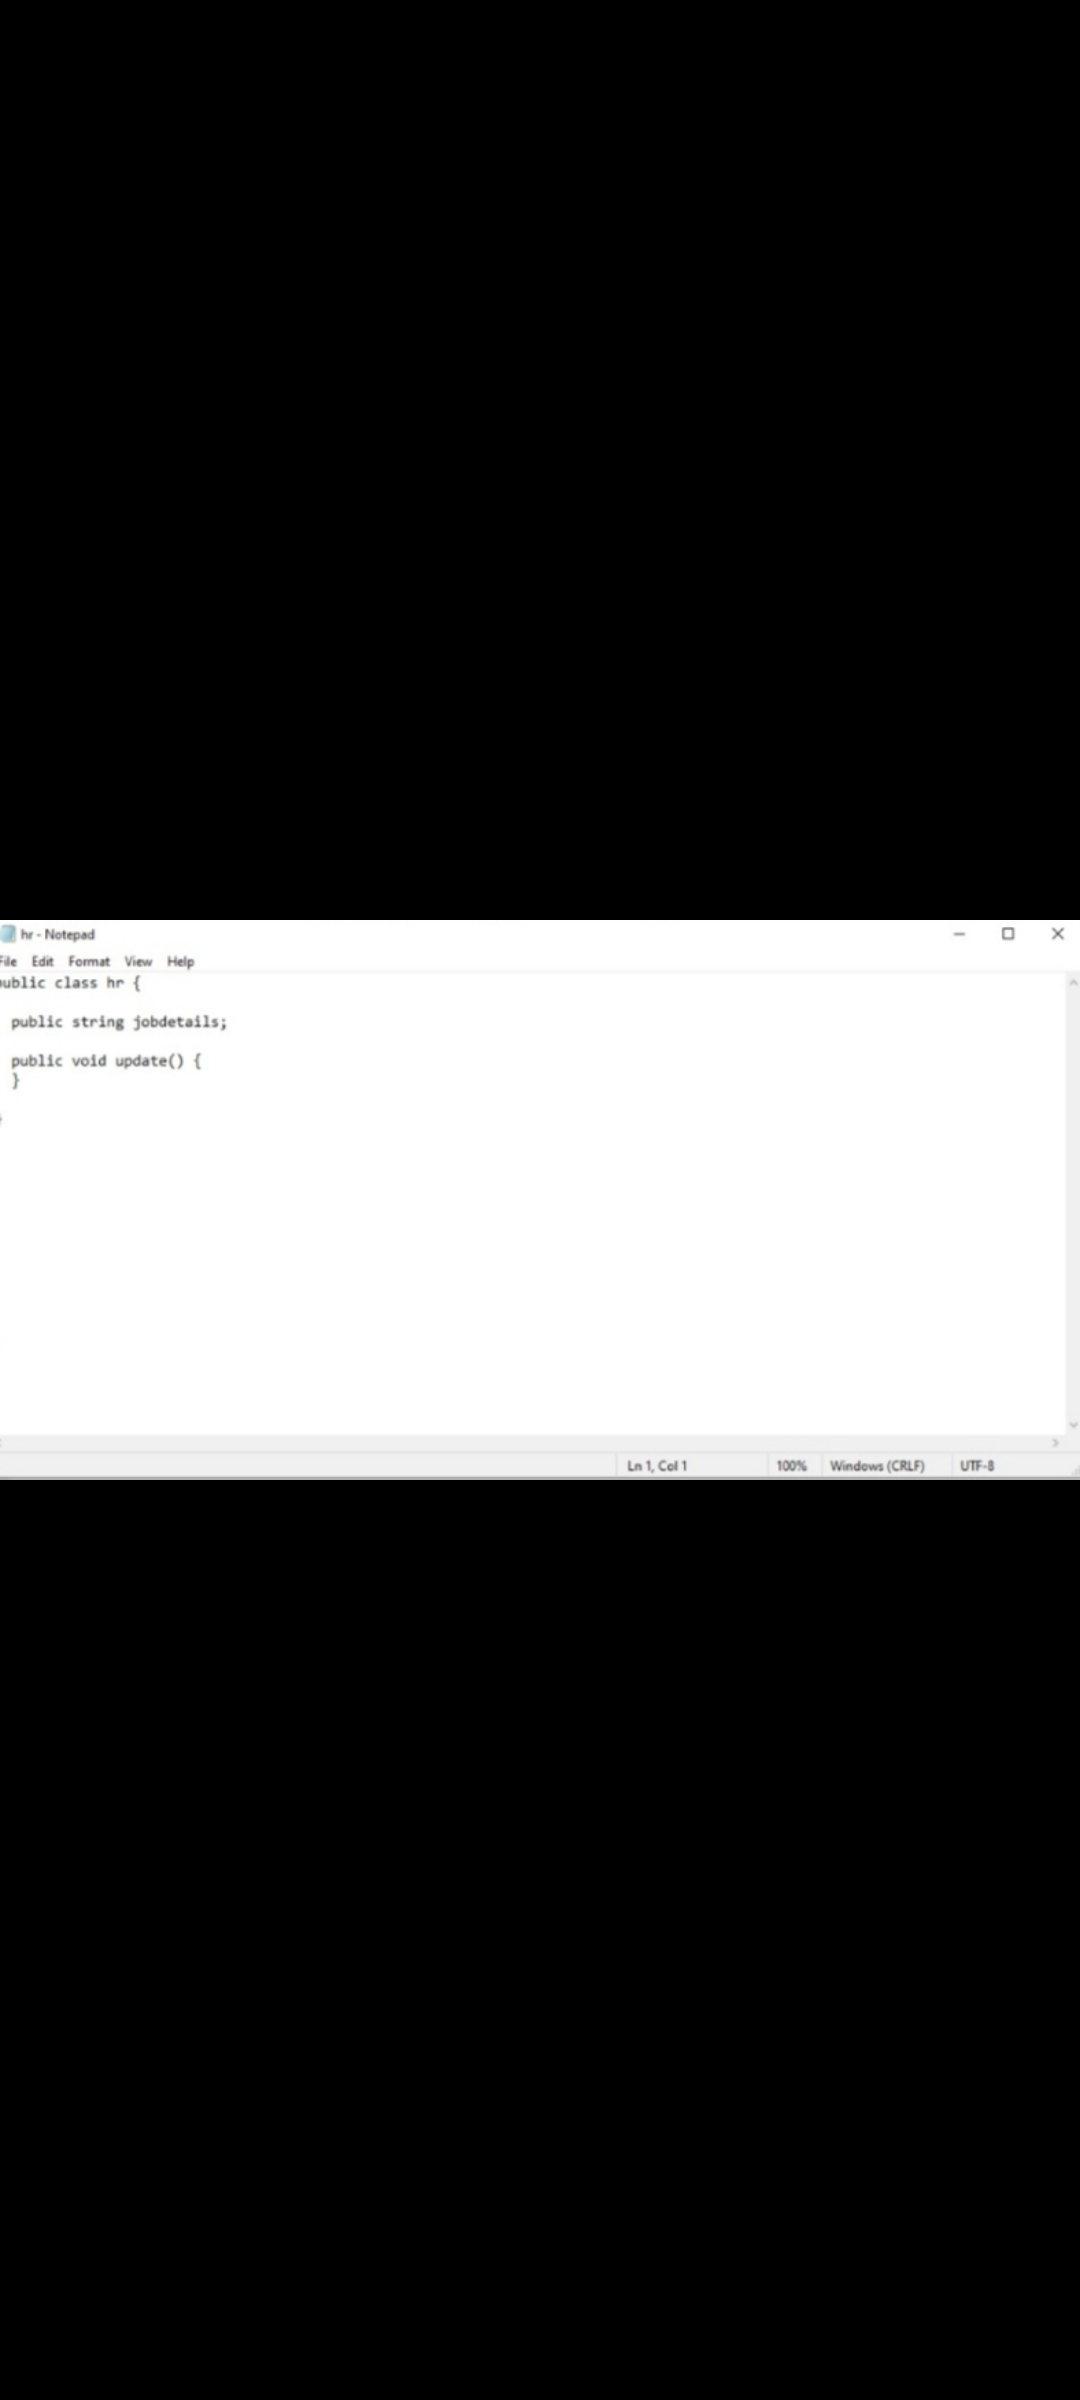 hr - Notepad
File Edit Format View Help
public class hr {
public string jobdetails;
public void update() {
}
}
Ln 1, Col 1 100% Windows (CRLF) UTF-8